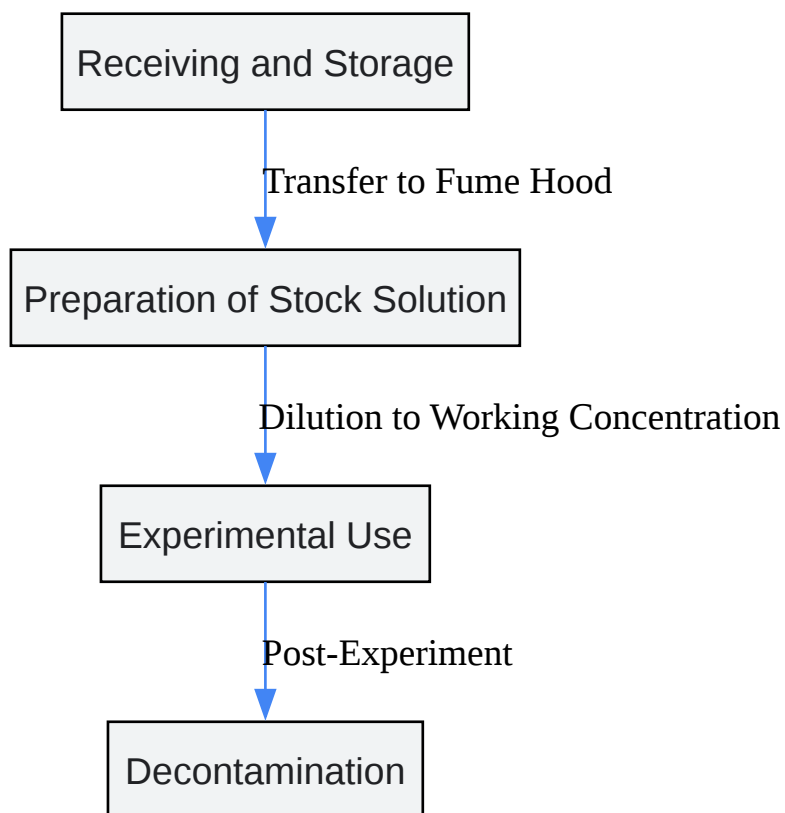 Receiving and Storage
Transfer to Fume Hood
Preparation of Stock Solution
Dilution to Working Concentration
Experimental Use
Post-Experiment
Decontamination